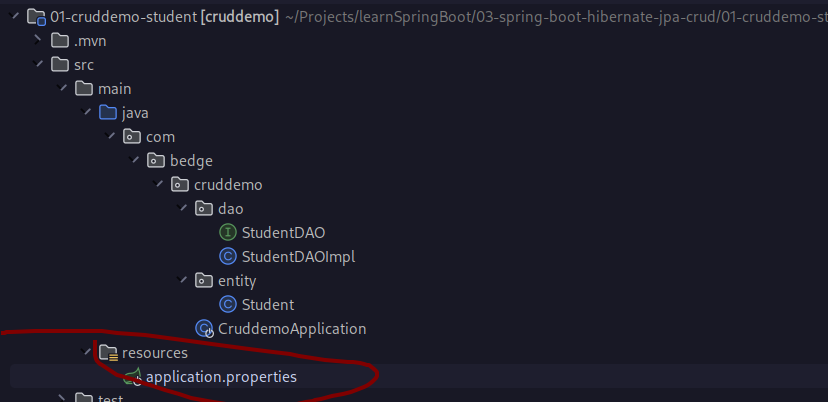 01-cruddemo-student [cruddemo] ~/Projects/learnSpringBoot/03-spring-boot-hibernate-jpa-crud/01-cruddemo-st
.mvn
src
main
java
com
bedge
cruddemo
dao
StudentDAO
StudentDAOImpl
entity
Student
CruddemoApplication
resources
application.properties
test